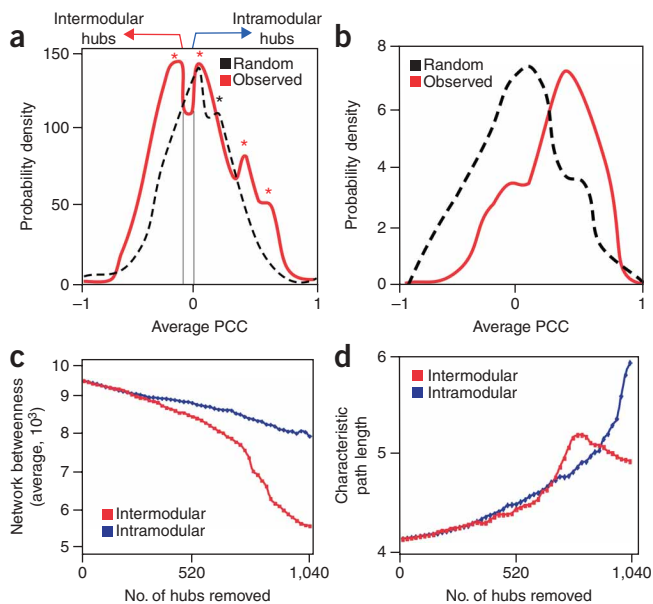 Intermodular hubs
Intramodular hubs
a
Random
Observed
*
*
*
*
*
Probability density
150
100
50
0
−1
0
1
Average PCC
b
Random
Observed
Probability density
8
6
4
2
0
−1
0
1
Average PCC
c
Network betweenness
(average, 10³)
10
9
8
7
6
5
Intermodular
Intramodular
0
520
1,040
No. of hubs removed
d
Characteristic
path length
6
5
4
Intermodular
Intramodular
0
520
1,040
No. of hubs removed